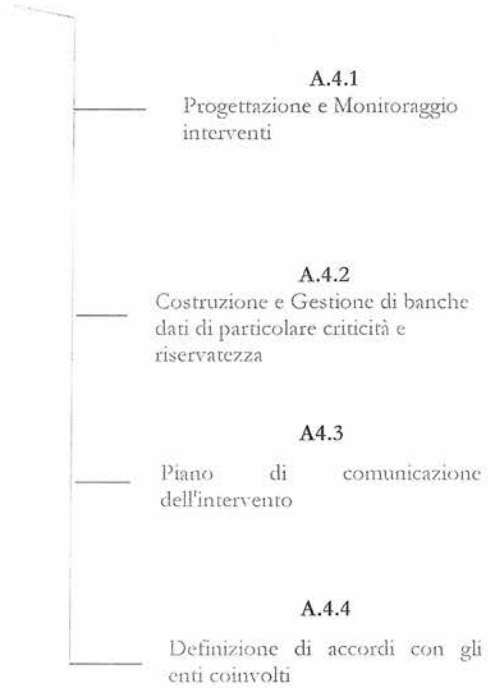 A.4.1
Progettazione e Monitoraggio
interventi
A.4.2
Costruzione e Gestione di banche
dati di particolare criticità e
riservatezza
A4.3
Piano di comunicazione
dell'intervento
A.4.4
Definizione di accordi con gli
enti coinvolti